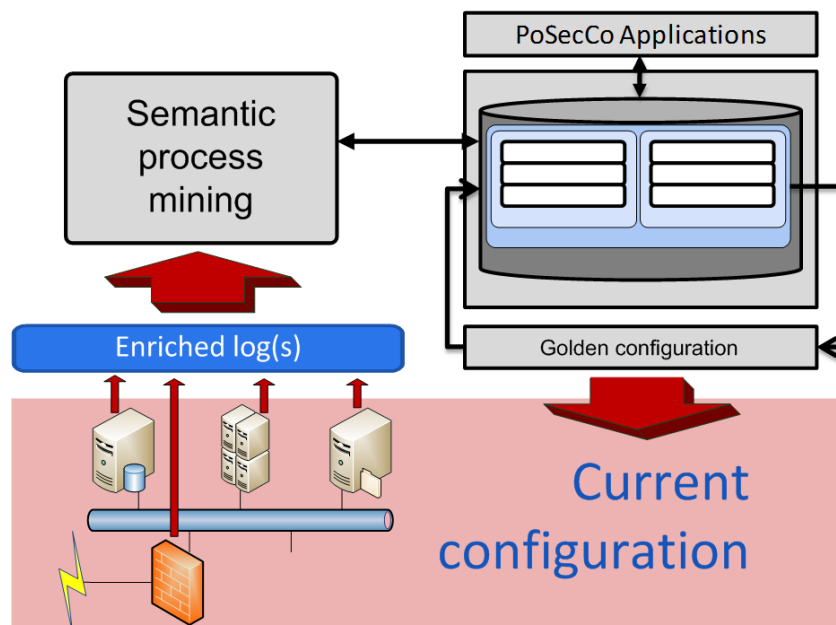 PoSecCo Applications
Semantic
process
mining
Enriched log(s)
Golden configuration
Current
configuration